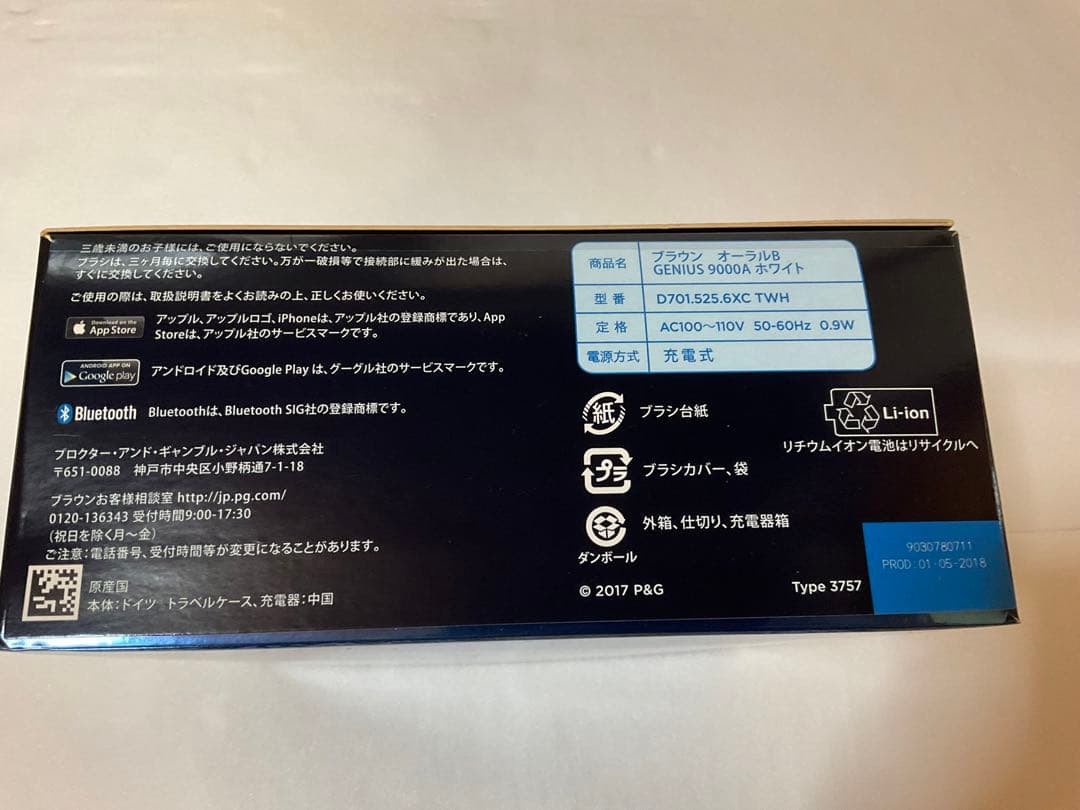 三歳未満のお子様には、ご使用にならないでください。
ブラシは、三ヶ月毎に交換してください。万が一破損等で接続部に緩みが出た場合は、
すぐに交換してください。
ご使用の際は、取扱説明書をよくお読みの上、正しくお使いください。
Download on the
App Store
アップル、アップルロゴ、iPhoneは、アップル社の登録商標であり、App
Storeは、アップル社のサービスマークです。
ANDROID APP ON
Google play
アンドロイド及びGoogle Play は、グーグル社のサービスマークです。
Bluetooth
Bluetoothは、Bluetooth SIG社の登録商標です。
プロクター・アンド・ギャンブル・ジャパン株式会社
〒651-0088 神戸市中央区小野柄通7-1-18
ブラウンお客様相談室 http://jp.pg.com/
0120-136343 受付時間9:00-17:30
(祝日を除く月～金)
ご注意：電話番号、受付時間等が変更になることがあります。
原産国
本体：ドイツ トラベルケース、充電器：中国
商品名 ブラウン オーラルB
GENIUS 9000A ホワイト
型番 D701.525.6XC TWH
定格 AC100～110V 50-60Hz 0.9W
電源方式 充電式
紙 ブラシ台紙
プラ ブラシカバー、袋
外箱、仕切り、充電器箱
ダンボール
Li-ion
リチウムイオン電池はリサイクルへ
© 2017 P&G
Type 3757
9030780711
PROD 01-05-2018